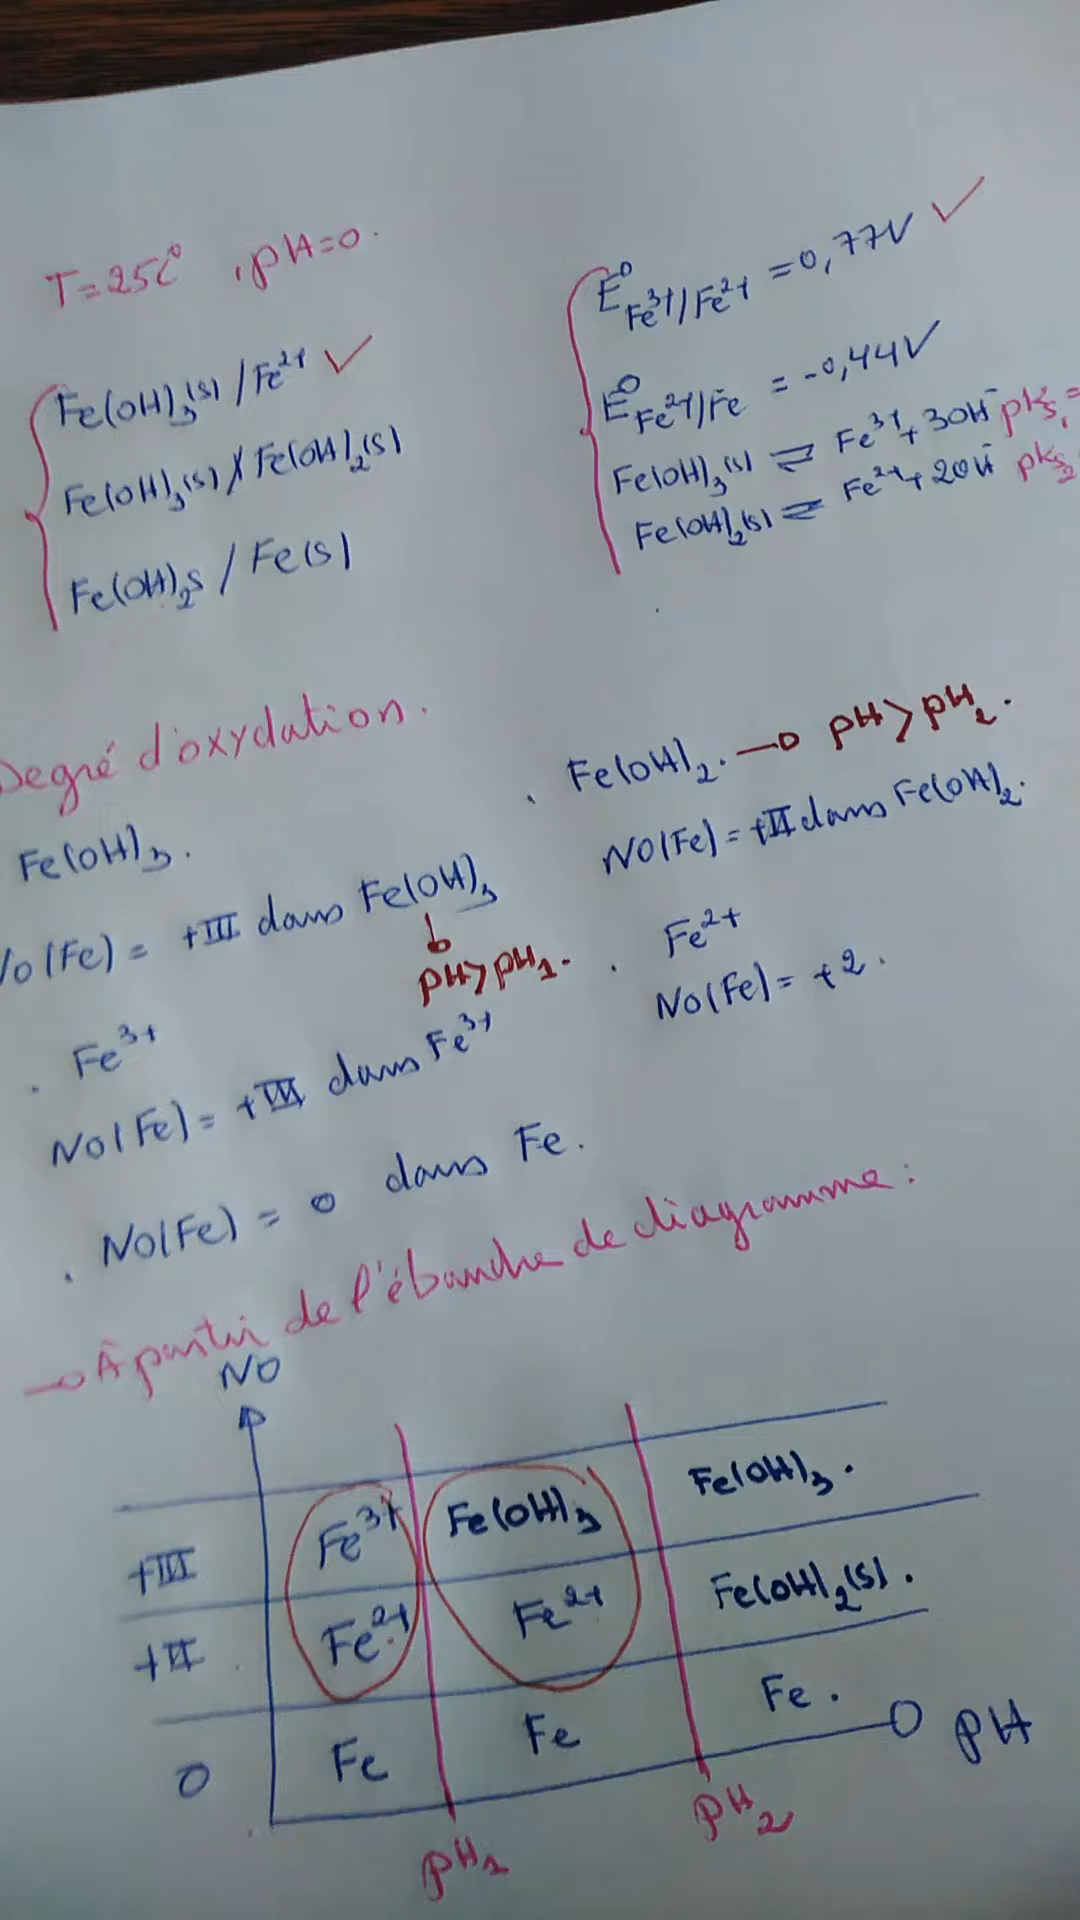 T=25C° , pH=0.
Fe(OH)₃(s) / Fe²⁺ ✓
Fe(OH)₃(s) / Fe(OH)₂(s)
Fe(OH)₂s / Fe(s)
E⁰ Fe³⁺/Fe²⁺ = 0,77V ✓
E⁰ Fe²⁺/Fe = -0,44V
Fe(OH)₃(s) ⇌ Fe³⁺ + 3OH⁻ pks₁ =
Fe(OH)₂(s) ⇌ Fe²⁺ + 2OH⁻ pks₂
Degré d'oxydation.
Fe(OH)₃.
No(Fe) = +III dans Fe(OH)₃
pH>pH₁.
. Fe³⁺
NO(Fe) = +III dans Fe³⁺
. NO(Fe) = 0 dans Fe.
. Fe(OH)₂. → pH>pH₂.
NO(Fe) = +II dans Fe(OH)₂.
. Fe²⁺
No(Fe) = +2.
→ A partir de l'ébauche de diagramme :
NO
+III Fe³⁺ Fe(OH)₃ Fe(OH)₃.
+II Fe²⁺ Fe²⁺ Fe(OH)₂(s).
0 Fe Fe Fe. pH
pH₁ pH₂